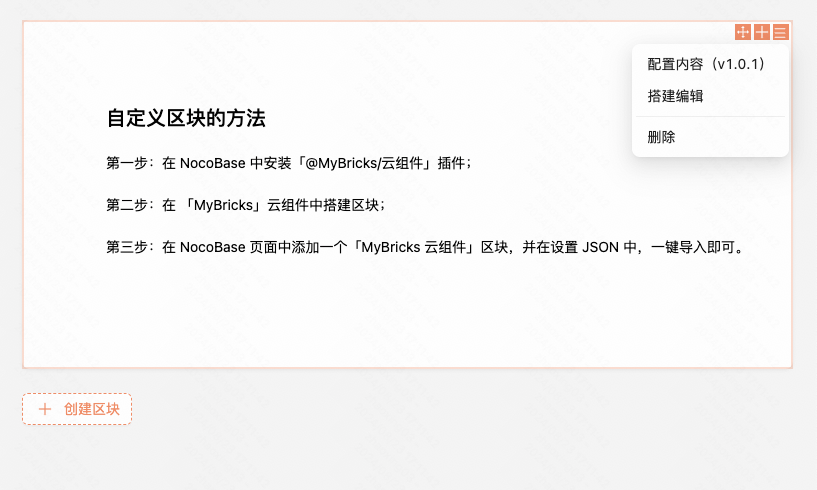 配置内容（v1.0.1）
搭建编辑
删除
自定义区块的方法
第一步：在 NocoBase 中安装「@MyBricks/云组件」插件；
第二步：在 「MyBricks」云组件中搭建区块；
第三步：在 NocoBase 页面中添加一个「MyBricks 云组件」区块，并在设置 JSON 中，一键导入即可。
创建区块